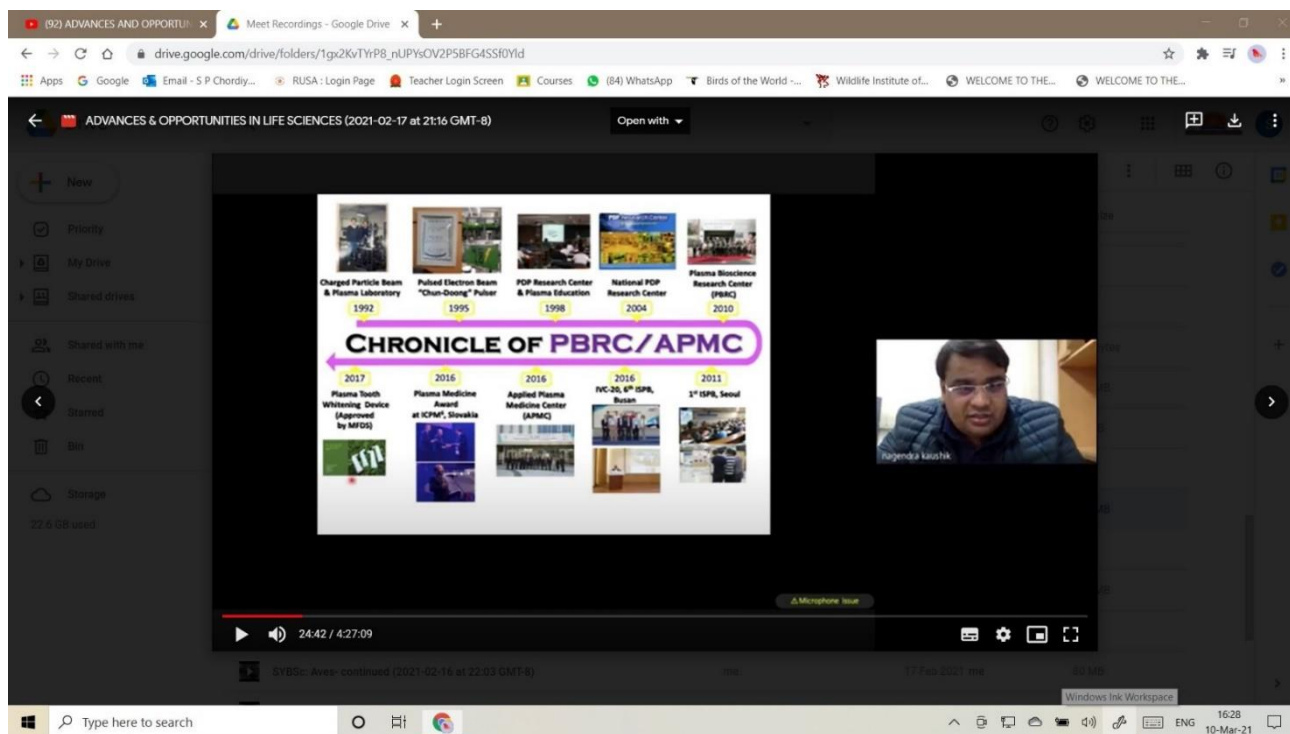 (92) ADVANCES AND OPPORTUN
Meet Recordings - Google Drive
drive.google.com/drive/folders/1gx2KvTYrP8_nUPYsOV2P5BFG4SSf0Yld
Apps
Google
Email - S P Chordiy...
RUSA : Login Page
Teacher Login Screen
Courses
(84) WhatsApp
Birds of the World -...
Wildlife Institute of...
WELCOME TO THE...
WELCOME TO THE...
ADVANCES & OPPORTUNITIES IN LIFE SCIENCES (2021-02-17 at 21:16 GMT-8)
Open with
New
Priority
My Drive
Shared drives
Shared with me
Recent
Starred
Bin
Storage
22.6 GB used
PDP Research Center
Charged Particle Beam
& Plasma Laboratory
1992
Pulsed Electron Beam
"Chun-Doong" Pulser
1995
PDP Research Center
& Plasma Education
1998
National PDP
Research Center
2004
Plasma Bioscience
Research Center
(PBRC)
2010
CHRONICLE OF PBRC/APMC
2017
Plasma Tooth
Whitening Device
(Approved
by MFDS)
2016
Plasma Medicine
Award
at ICPM⁶, Slovakia
2016
Applied Plasma
Medicine Center
(APMC)
2016
IVC-20, 6th ISPB,
Busan
2011
1st ISPB, Seoul
nagendra kaushik
Microphone issue
24:42 / 4:27:09
SYBSc: Aves- continued (2021-02-16 at 22:03 GMT-8)
me
17 Feb 2021 me
80 MB
Windows Ink Workspace
Type here to search
ENG
16:28
10-Mar-21